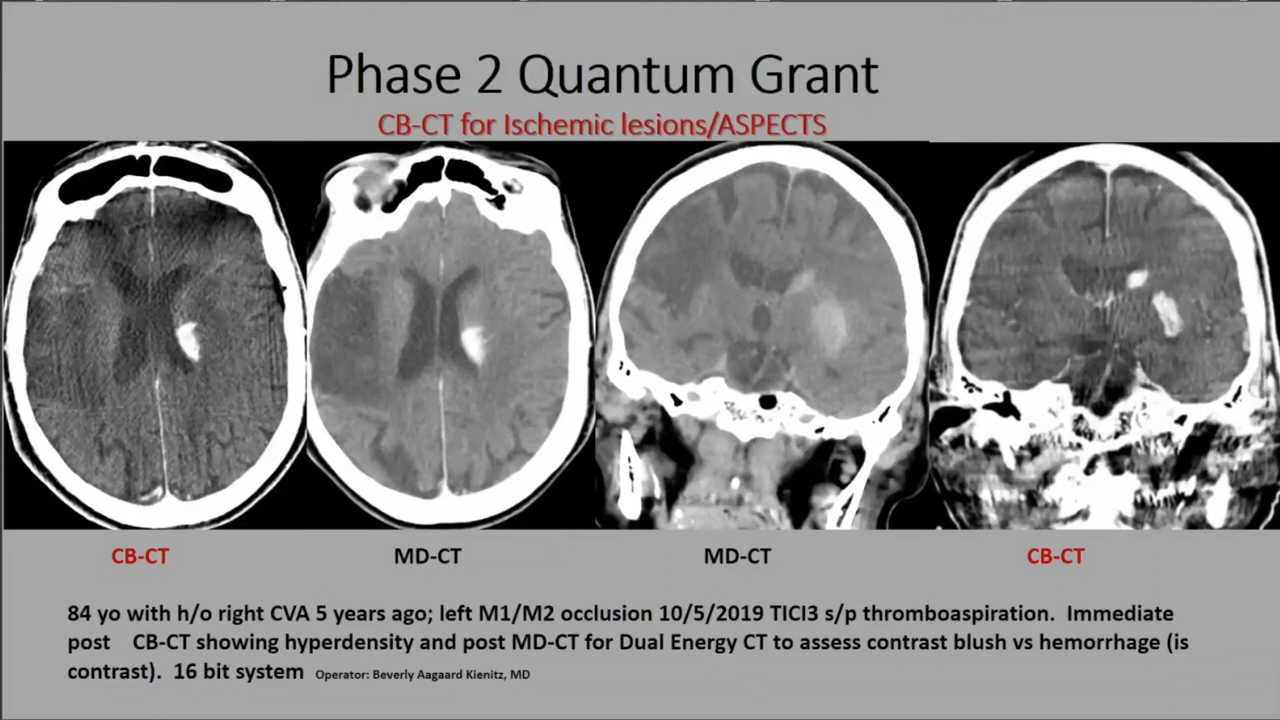 Phase 2 Quantum Grant
CB-CT for Ischemic lesions/ASPECTS
CB-CT
MD-CT
MD-CT
CB-CT
84 yo with h/o right CVA 5 years ago; left M1/M2 occlusion 10/5/2019 TICI3 s/p thromboaspiration. Immediate
post CB-CT showing hyperdensity and post MD-CT for Dual Energy CT to assess contrast blush vs hemorrhage (is
contrast). 16 bit system Operator: Beverly Aagaard Kienitz, MD